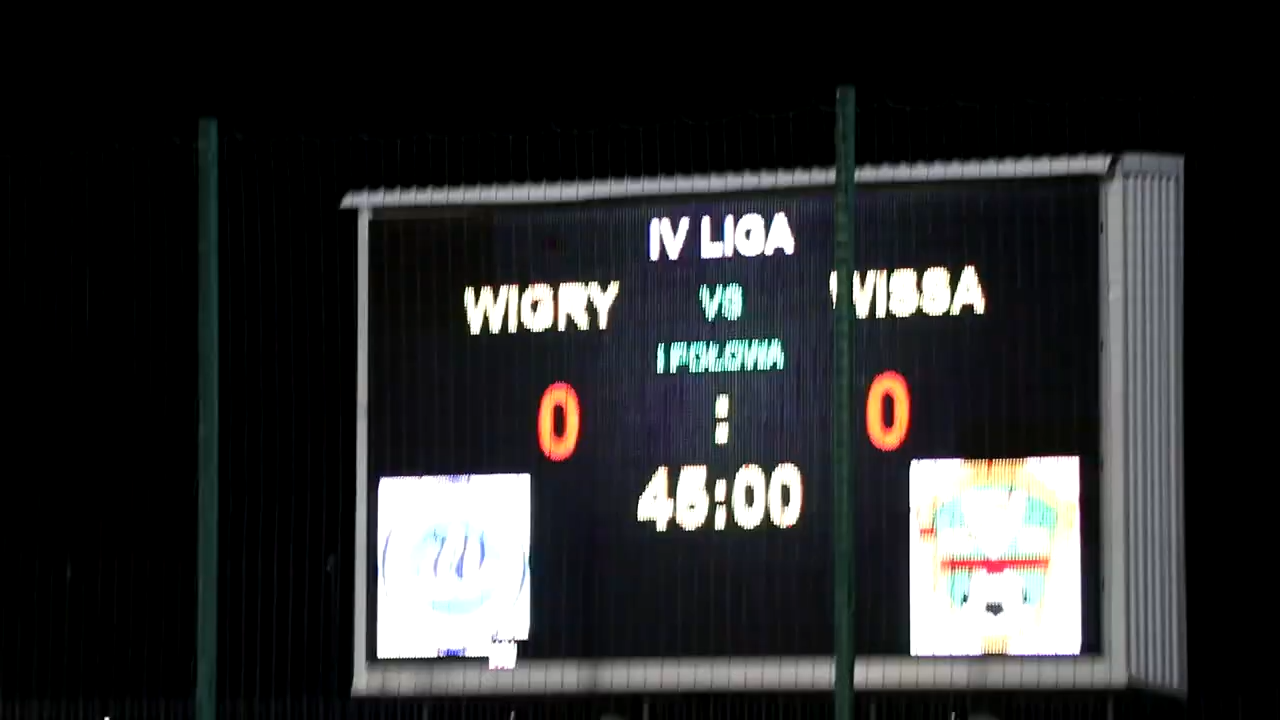 IV LIGA
WIGRY VS WISSA
I POŁOWA
0 : 0
45:00